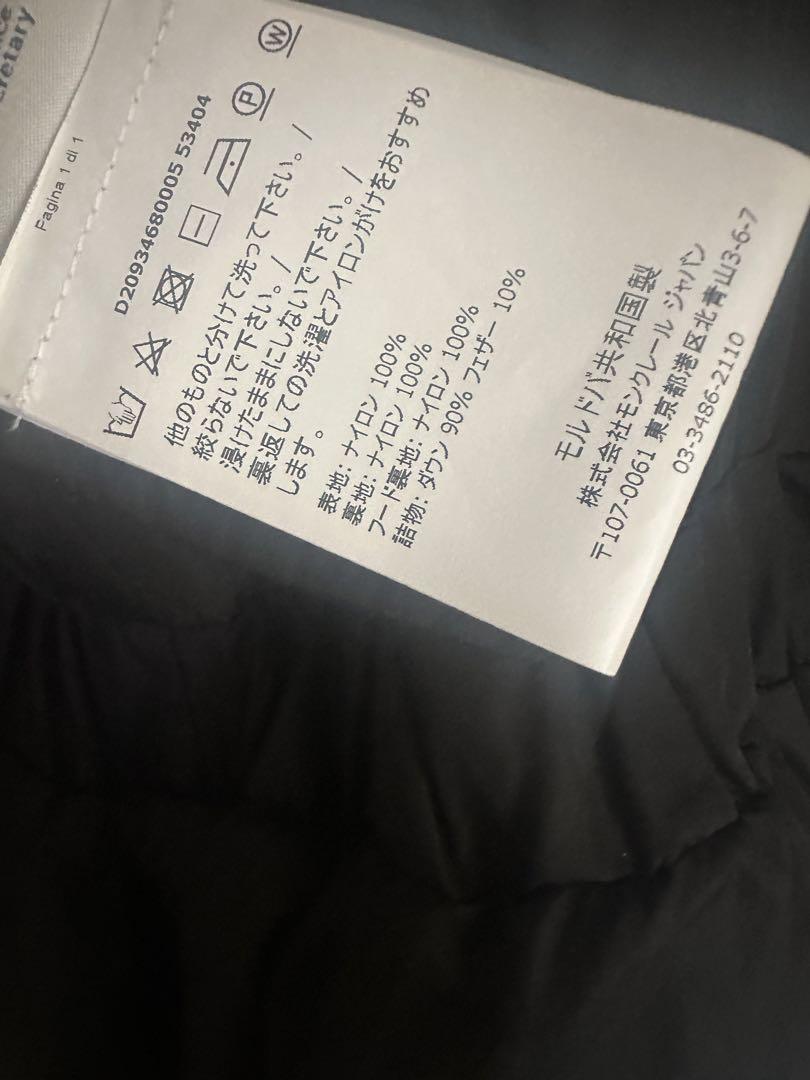 etary
Pagina 1 di 1
D20934680005 53404
P
W
他のものと分けて洗って下さい。/
絞らないで下さい。/
浸けたままにしないで下さい。/
裏返しての洗濯とアイロンがけをおすすめ
します。
表地: ナイロン 100%
裏地: ナイロン 100%
フード裏地: ナイロン 100%
詰物: ダウン 90% フェザー 10%
モルドバ共和国製
株式会社モンクレール ジャパン
〒107-0061 東京都港区北青山3-6-7
03-3486-2110